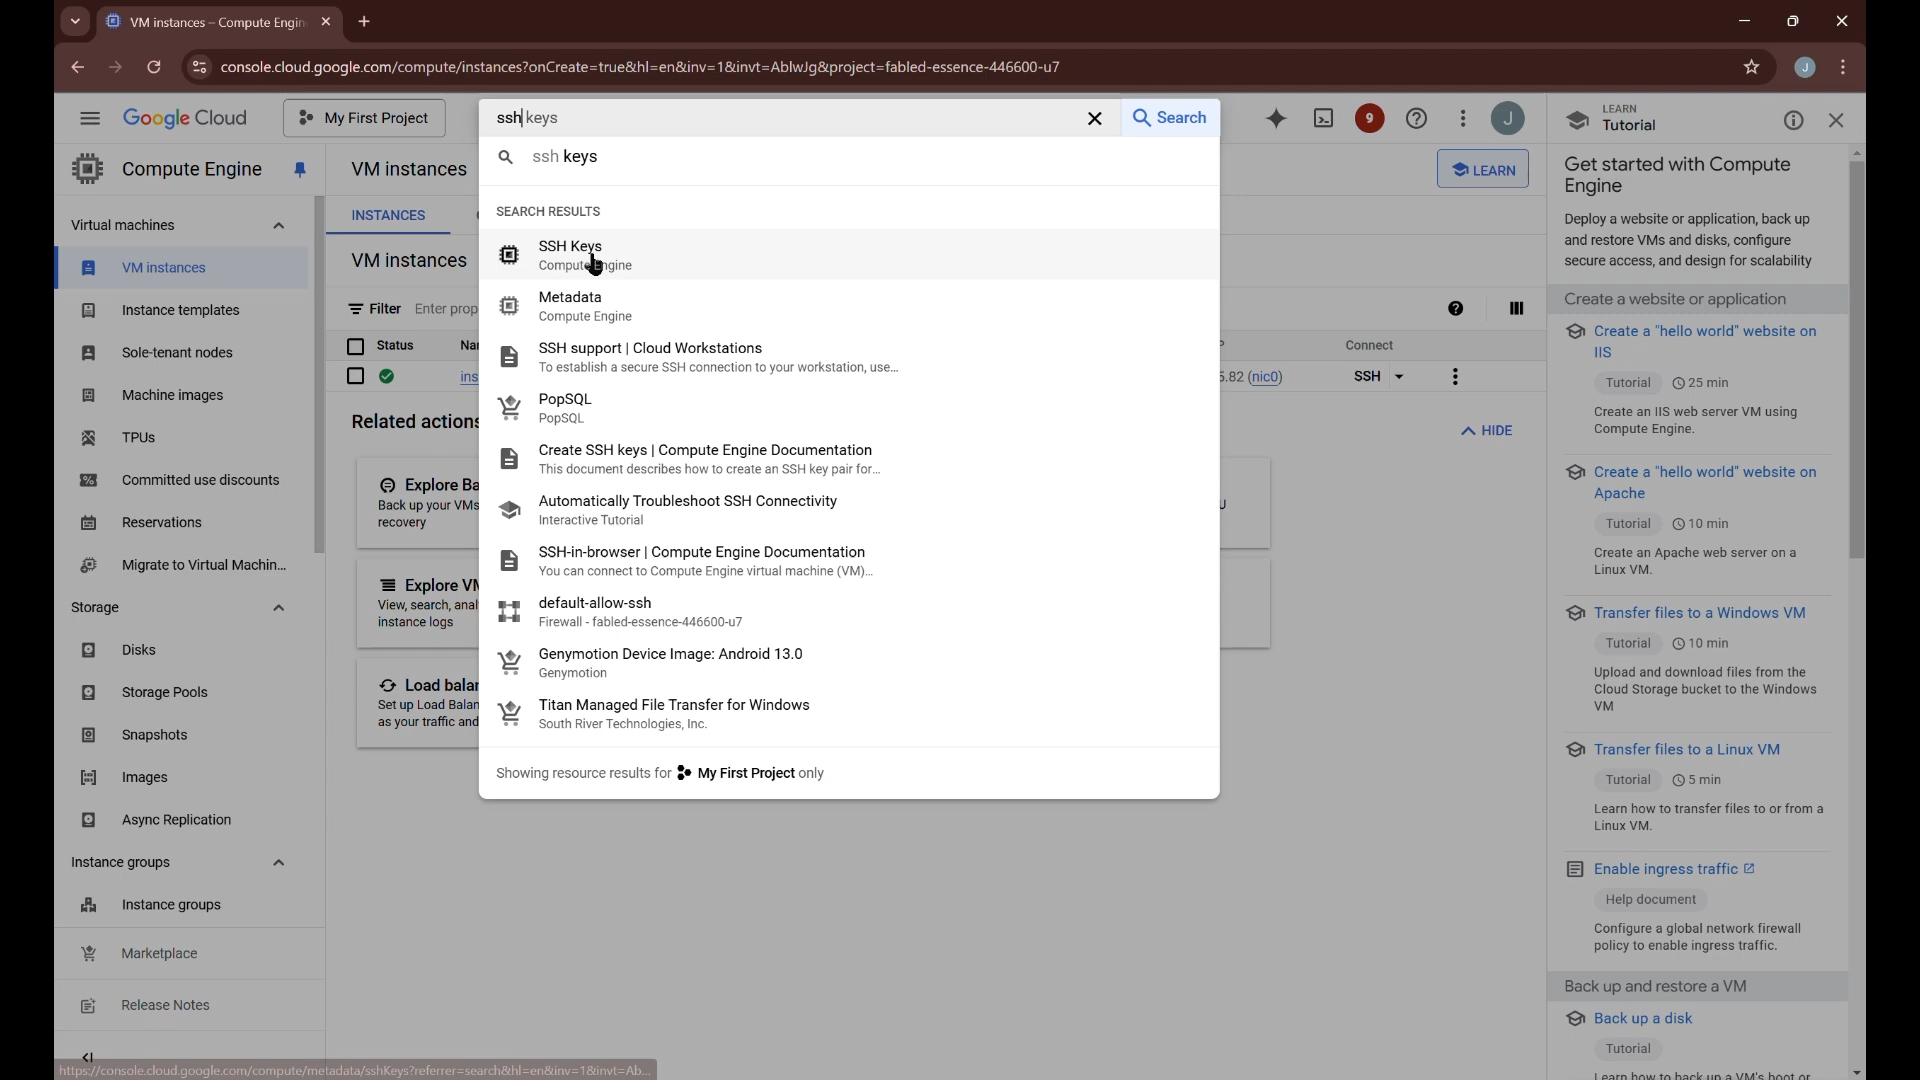 VM instances – Compute Engin
console.cloud.google.com/compute/instances?onCreate=true&hl=en&inv=1&invt=AblwJg&project=fabled-essence-446600-u7
J
Google Cloud
My First Project
ssh keys
Search
9
J
LEARN
Tutorial
Compute Engine
VM instances
ssh keys
LEARN
Get started with Compute
Engine
Deploy a website or application, back up
and restore VMs and disks, configure
secure access, and design for scalability
Virtual machines
INSTANCES
SEARCH RESULTS
VM instances
VM instances
SSH Keys
Compute Engine
Instance templates
Filter
Metadata
Compute Engine
Create a website or application
Create a "hello world" website on
IIS
Tutorial
25 min
Create an IIS web server VM using
Compute Engine.
Sole-tenant nodes
Status
SSH support | Cloud Workstations
To establish a secure SSH connection to your workstation, use...
Connect
5.82 (nic0)
SSH
Machine images
PopSQL
PopSQL
Related actions
HIDE
TPUs
Create SSH keys | Compute Engine Documentation
This document describes how to create an SSH key pair for...
Create a "hello world" website on
Apache
Tutorial
10 min
Create an Apache web server on a
Linux VM.
Committed use discounts
Explore
Back up your VMs
recovery
Automatically Troubleshoot SSH Connectivity
Interactive Tutorial
Reservations
SSH-in-browser | Compute Engine Documentation
You can connect to Compute Engine virtual machine (VM)...
Migrate to Virtual Machin...
Explore VM
View, search,
instance logs
default-allow-ssh
Firewall - fabled-essence-446600-u7
Transfer files to a Windows VM
Tutorial
10 min
Upload and download files from the
Cloud Storage bucket to the Windows
VM
Storage
Disks
Genymotion Device Image: Android 13.0
Genymotion
Storage Pools
Load
Set up Load
as your traffic and
Titan Managed File Transfer for Windows
South River Technologies, Inc.
Snapshots
Transfer files to a Linux VM
Tutorial
5 min
Learn how to transfer files to or from a
Linux VM.
Images
Showing resource results for My First Project only
Async Replication
Instance groups
Enable ingress traffic
Help document
Configure a global network firewall
policy to enable ingress traffic.
Instance groups
Marketplace
Back up and restore a VM
Release Notes
Back up a disk
Tutorial
Learn how to back up a VM's boot or
https://console.cloud.google.com/compute/metadata/sshKeys?referrer=search&hl=en&inv=1&invt=Ab...